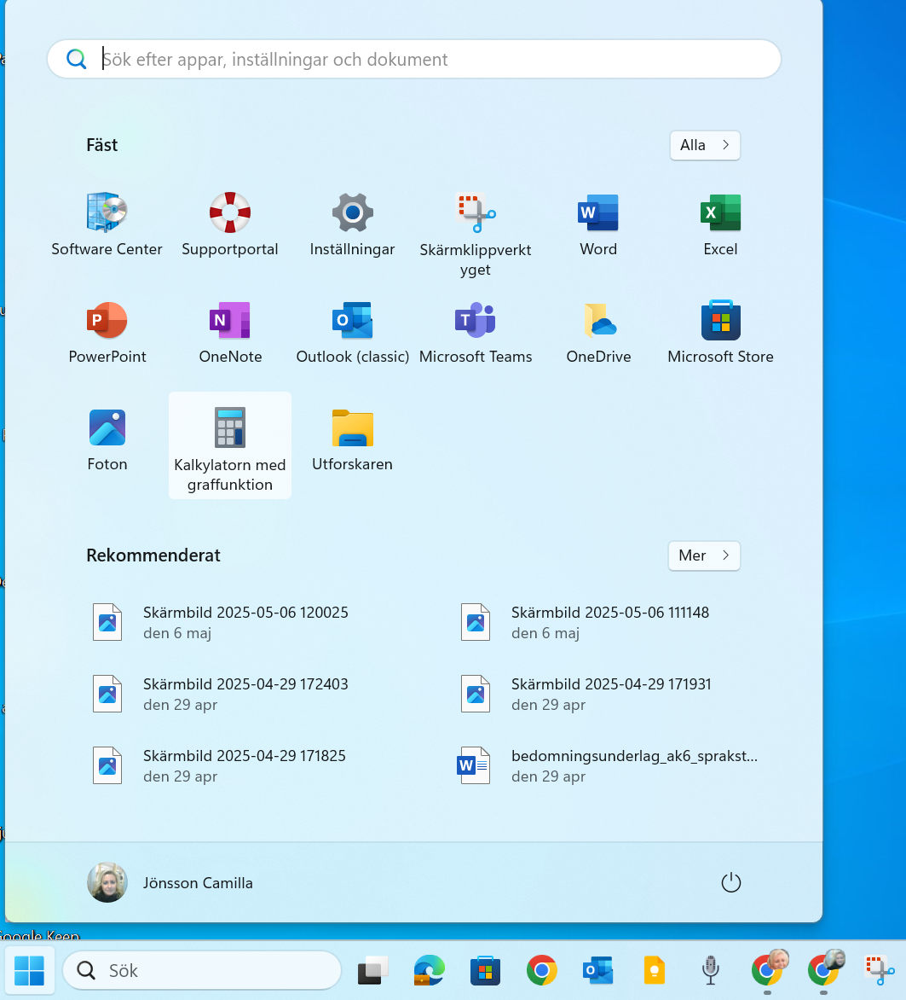 Sök efter appar, inställningar och dokument
Fäst
Alla
Software Center
Supportportal
Inställningar
Skärmklippverkt
yget
Word
Excel
PowerPoint
OneNote
Outlook (classic)
Microsoft Teams
OneDrive
Microsoft Store
Foton
Kalkylatorn med
graffunktion
Utforskaren
Rekommenderat
Mer
Skärmbild 2025-05-06 120025
den 6 maj
Skärmbild 2025-05-06 111148
den 6 maj
Skärmbild 2025-04-29 172403
den 29 apr
Skärmbild 2025-04-29 171931
den 29 apr
Skärmbild 2025-04-29 171825
den 29 apr
bedomningsunderlag_ak6_sprakst...
den 29 apr
Jönsson Camilla
Google Keep
Sök